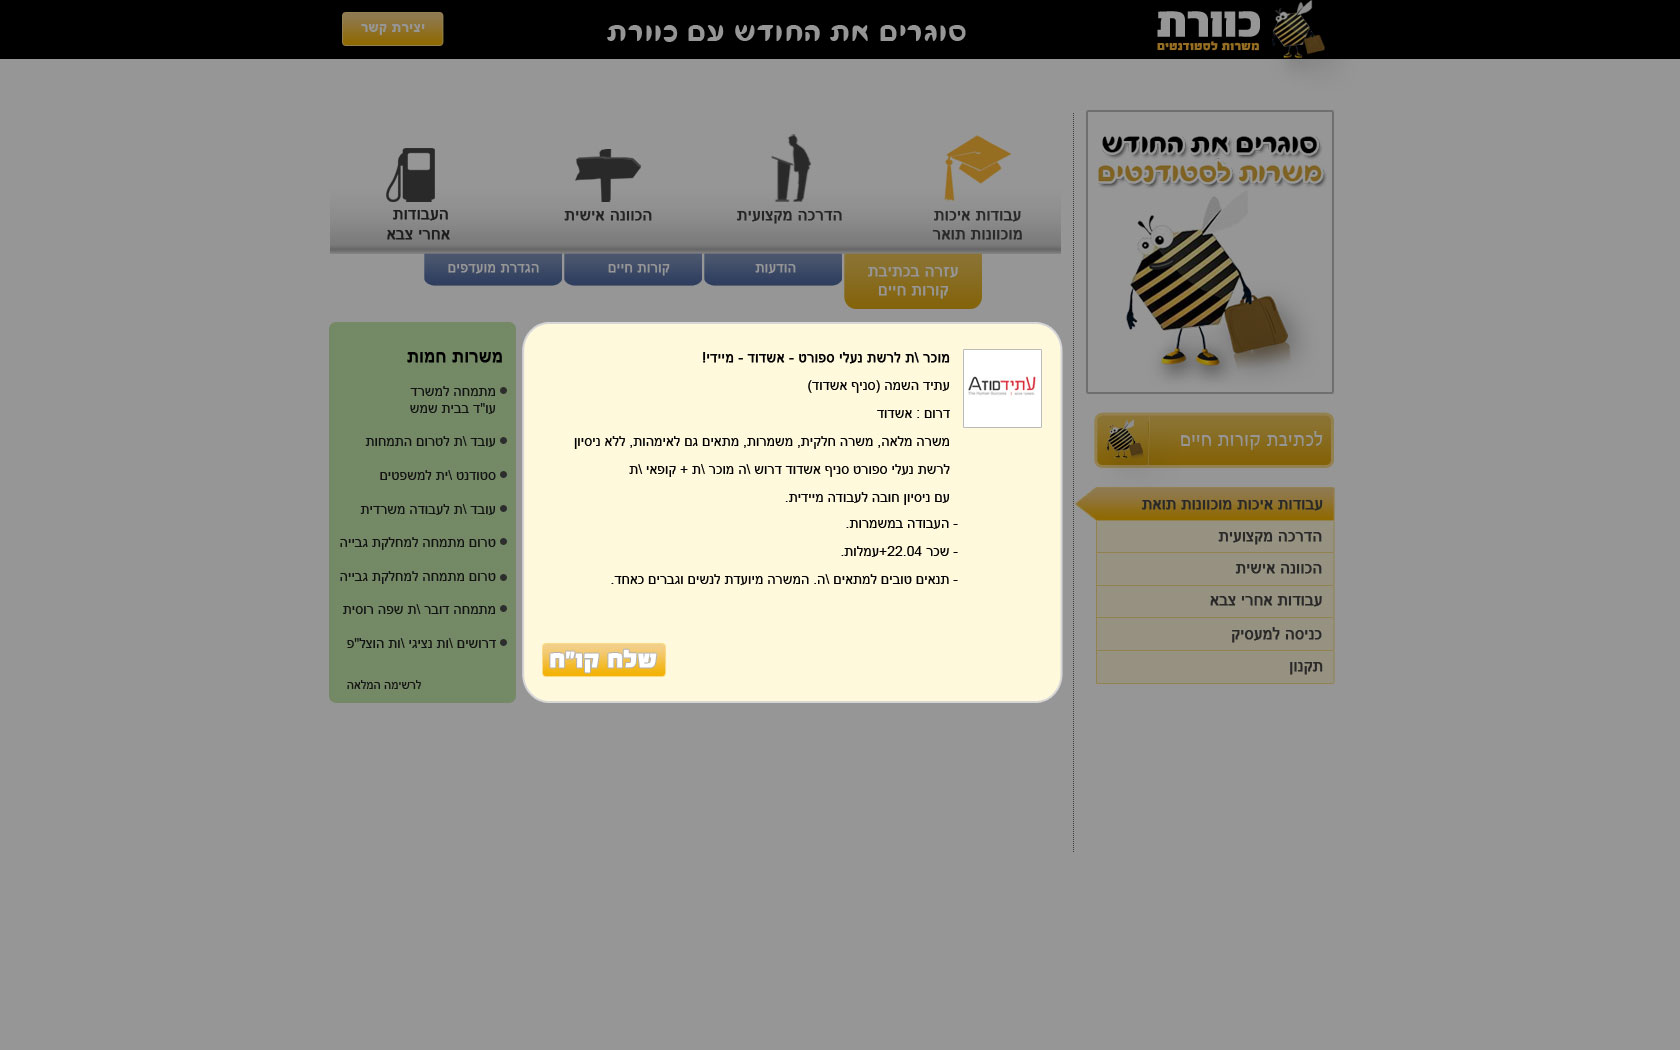 כוורת
משרות לסטודנטים
סוגרים את החודש עם כוורת
יצירת קשר
סוגרים את החודש
משרות לסטודנטים
לכתיבת קורות חיים
עבודות איכות מוכוונות תואת
הדרכה מקצועית
הכוונה אישית
עבודות אחרי צבא
כניסה למעסיק
תקנון
עבודות איכות
מוכוונות תואר
הדרכה מקצועית
הכוונה אישית
העבודות
אחרי צבא
עזרה בכתיבת
קורות חיים
הודעות
קורות חיים
הגדרת מועדפים
עתידATסוז
מוכר \ת לרשת נעלי ספורט - אשדוד - מיידי!
עתיד השמה (סניף אשדוד)
דרום : אשדוד
משרה מלאה, משרה חלקית, משמרות, מתאים גם לאימהות, ללא ניסיון
לרשת נעלי ספורט סניף אשדוד דרוש \ה מוכר \ת + קופאי \ת
עם ניסיון חובה לעבודה מיידית.
- העבודה במשמרות.
- שכר 22.04+עמלות.
- תנאים טובים למתאים \ה. המשרה מיועדת לנשים וגברים כאחד.
שלח קו"ח
משרות חמות
מתמחה למשרד
עו"ד בבית שמש
עובד \ת לטרום התמחות
סטודנט \ית למשפטים
עובד \ת לעבודה משרדית
טרום מתמחה למחלקת גבייה
טרום מתמחה למחלקת גבייה
מתמחה דובר \ת שפה רוסית
דרושים \ות נציגי \ות הוצל"פ
לרשימה המלאה